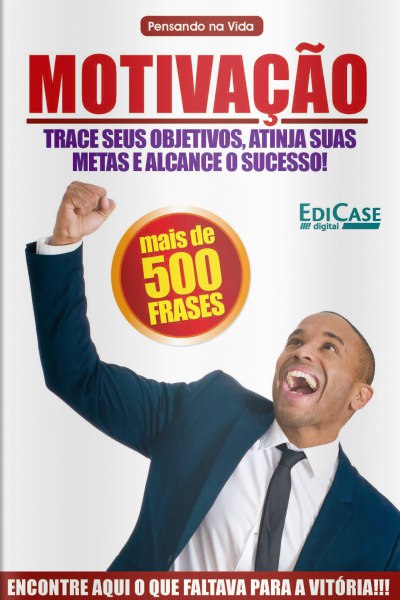 Pensando na Vida
MOTIVAÇÃO
TRACE SEUS OBJETIVOS, ATINJA SUAS
METAS E ALCANCE O SUCESSO!
EDICASE
digital
mais de
500
FRASES
ENCONTRE AQUI O QUE FALTAVA PARA A VITÓRIA!!!